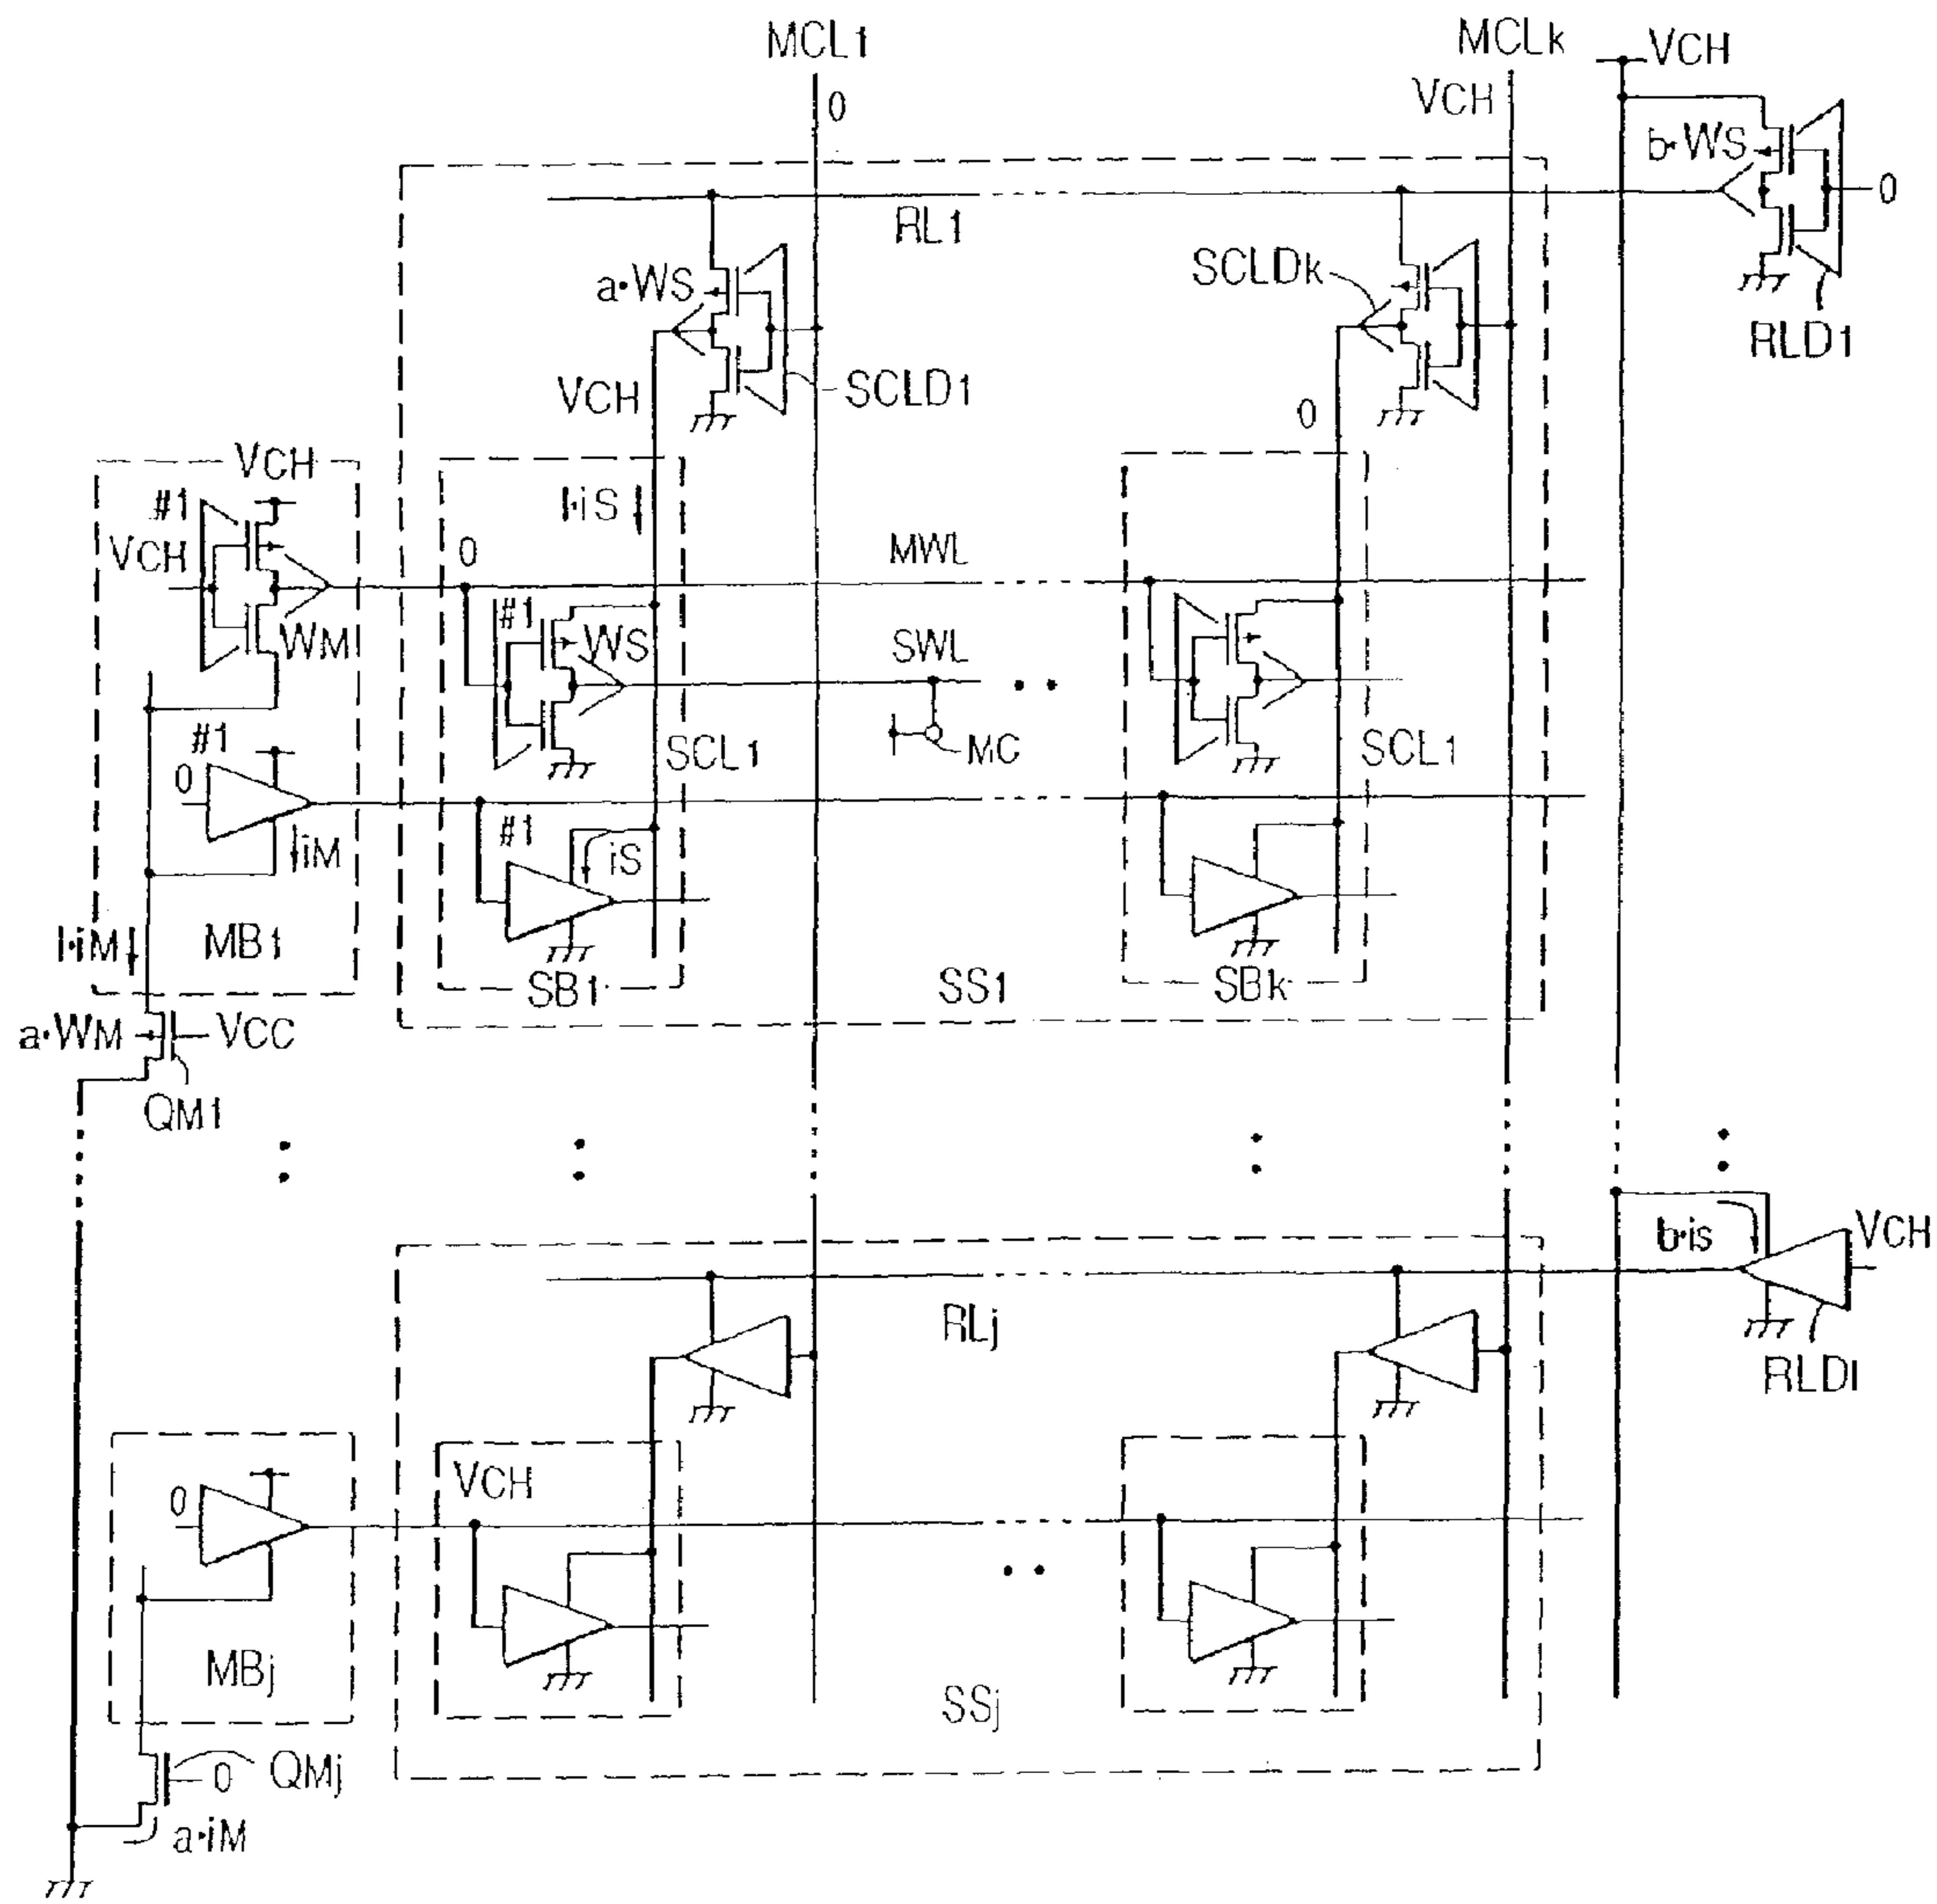 MCL1
MCLk
VCH
0
VCH
b·WS
0
RL1
SCLDk
a·WS
RLD1
VCH
SCLD1
0
VCH
#1
l·iS
VCH
0
MWL
#1
WS
WM
SWL
#1
SCL1
MC
SCL1
0
#1
iM
iS
l·iM
MB1
SB1
SS1
SBk
a·WM
VCC
QM1
b·is
VCH
RLj
RLDl
VCH
0
MBj
SSj
0
QMj
a·iM